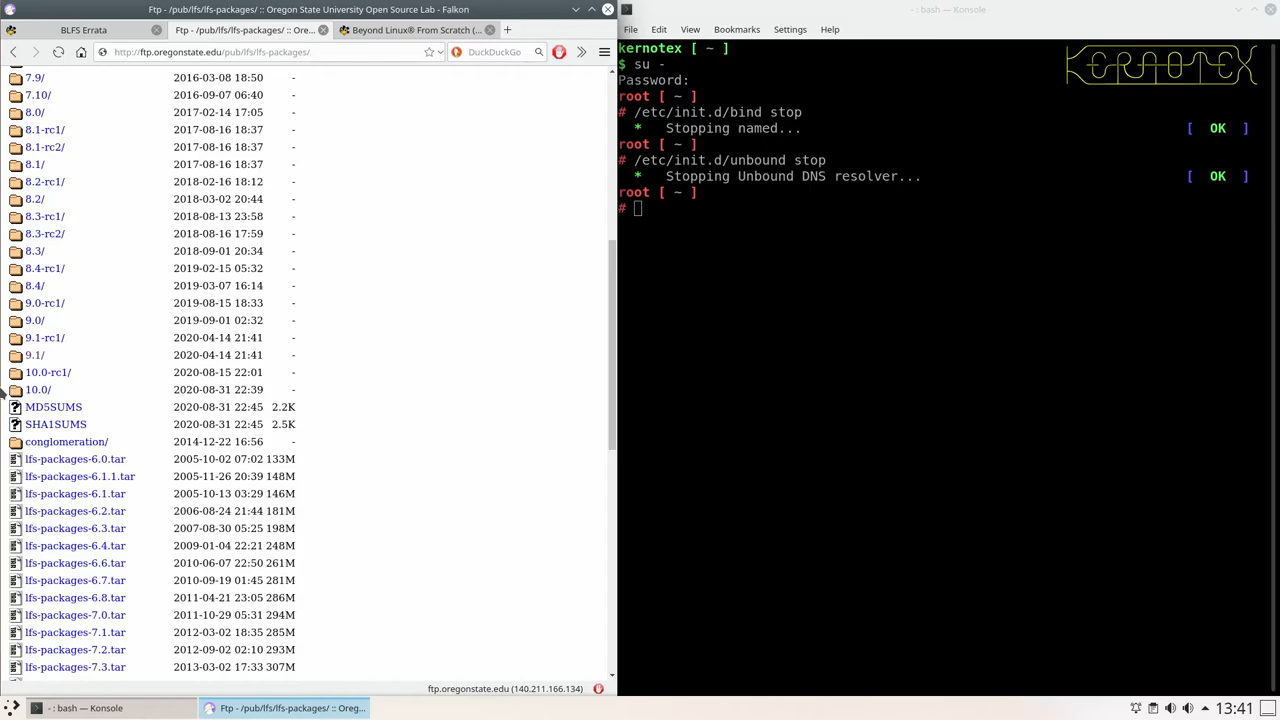 Ftp - /pub/lfs/lfs-packages/ :: Oregon State University Open Source Lab - Falkon
BLFS Errata
Ftp - /pub/lfs/lfs-packages/ :: Ore...
Beyond Linux® From Scratch (...
http://ftp.oregonstate.edu/pub/lfs/lfs-packages/
DuckDuckGo
7.9/ 2016-03-08 18:50
7.10/ 2016-09-07 06:40 -
8.0/ 2017-02-14 17:05 -
8.1-rc1/ 2017-08-16 18:37 -
8.1-rc2/ 2017-08-16 18:37 -
8.1/ 2017-08-16 18:37 -
8.2-rc1/ 2017-02-16 18:12 -
8.2/ 2018-03-02 20:44 -
8.3-rc1/ 2018-08-13 23:58 -
8.3-rc2/ 2018-08-16 17:59 -
8.3/ 2018-09-01 20:34 -
8.4-rc1/ 2019-02-15 05:32 -
8.4/ 2019-03-07 16:14 -
9.0-rc1/ 2019-08-15 18:33 -
9.0/ 2019-09-01 02:32 -
9.1-rc1/ 2020-04-14 21:41 -
9.1/ 2020-04-14 21:41 -
10.0-rc1/ 2020-08-15 22:01 -
10.0/ 2020-08-31 22:39 -
MD5SUMS 2020-08-31 22:45 2.2K
SHA1SUMS 2020-08-31 22:45 2.5K
conglomeration/ 2014-12-22 16:56 -
lfs-packages-6.0.tar 2005-10-02 07:02 133M
lfs-packages-6.1.1.tar 2005-11-26 20:39 148M
lfs-packages-6.1.tar 2005-10-13 03:29 146M
lfs-packages-6.2.tar 2006-08-24 21:44 181M
lfs-packages-6.3.tar 2007-08-30 05:25 198M
lfs-packages-6.4.tar 2009-01-04 22:21 248M
lfs-packages-6.6.tar 2010-06-07 22:50 261M
lfs-packages-6.7.tar 2010-09-19 01:45 281M
lfs-packages-6.8.tar 2011-04-21 23:05 286M
lfs-packages-7.0.tar 2011-10-29 05:31 294M
lfs-packages-7.1.tar 2012-03-02 18:35 285M
lfs-packages-7.2.tar 2012-09-02 02:10 293M
lfs-packages-7.3.tar 2013-03-02 17:33 307M
ftp.oregonstate.edu (140.211.166.134)
- : bash — Konsole
File Edit View Bookmarks Settings Help
KERNOTEX
kernotex [ ~ ]
$ su -
Password:
root [ ~ ]
# /etc/init.d/bind stop
* Stopping named... [ OK ]
root [ ~ ]
# /etc/init.d/unbound stop
* Stopping Unbound DNS resolver... [ OK ]
root [ ~ ]
#
- : bash — Konsole
Ftp - /pub/lfs/lfs-packages/ :: Oreg...
13:41